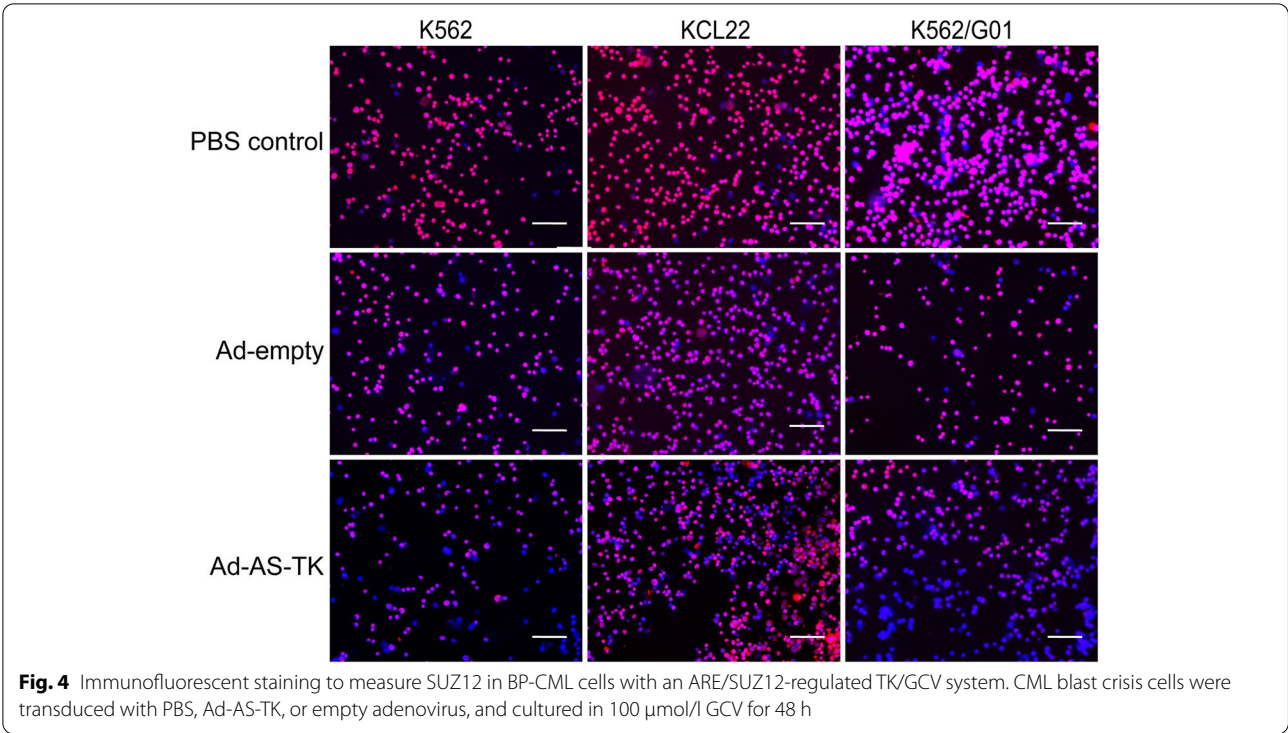 K562 KCL22 K562/G01
PBS control
Ad-empty
Ad-AS-TK
Fig. 4 Immunofluorescent staining to measure SUZ12 in BP-CML cells with an ARE/SUZ12-regulated TK/GCV system. CML blast crisis cells were
transduced with PBS, Ad-AS-TK, or empty adenovirus, and cultured in 100 μmol/l GCV for 48 h